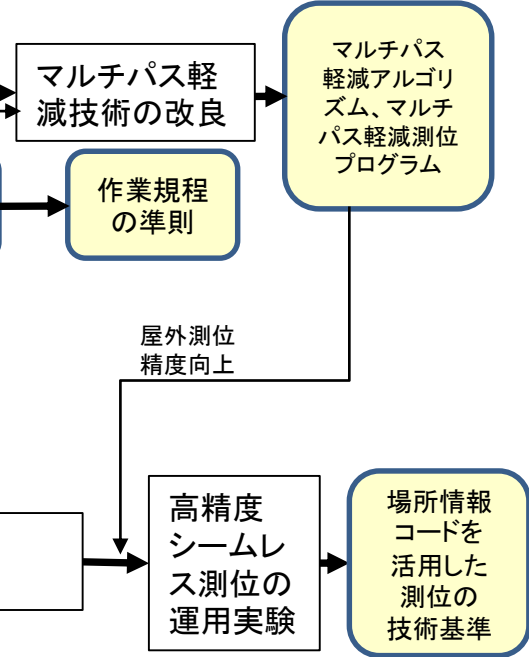 マルチパス軽
減技術の改良
マルチパス
軽減アルゴリ
ズム、マルチ
パス軽減測位
プログラム
作業規程
の準則
屋外測位
精度向上
高精度
シームレ
ス測位の
運用実験
場所情報
コードを
活用した
測位の
技術基準